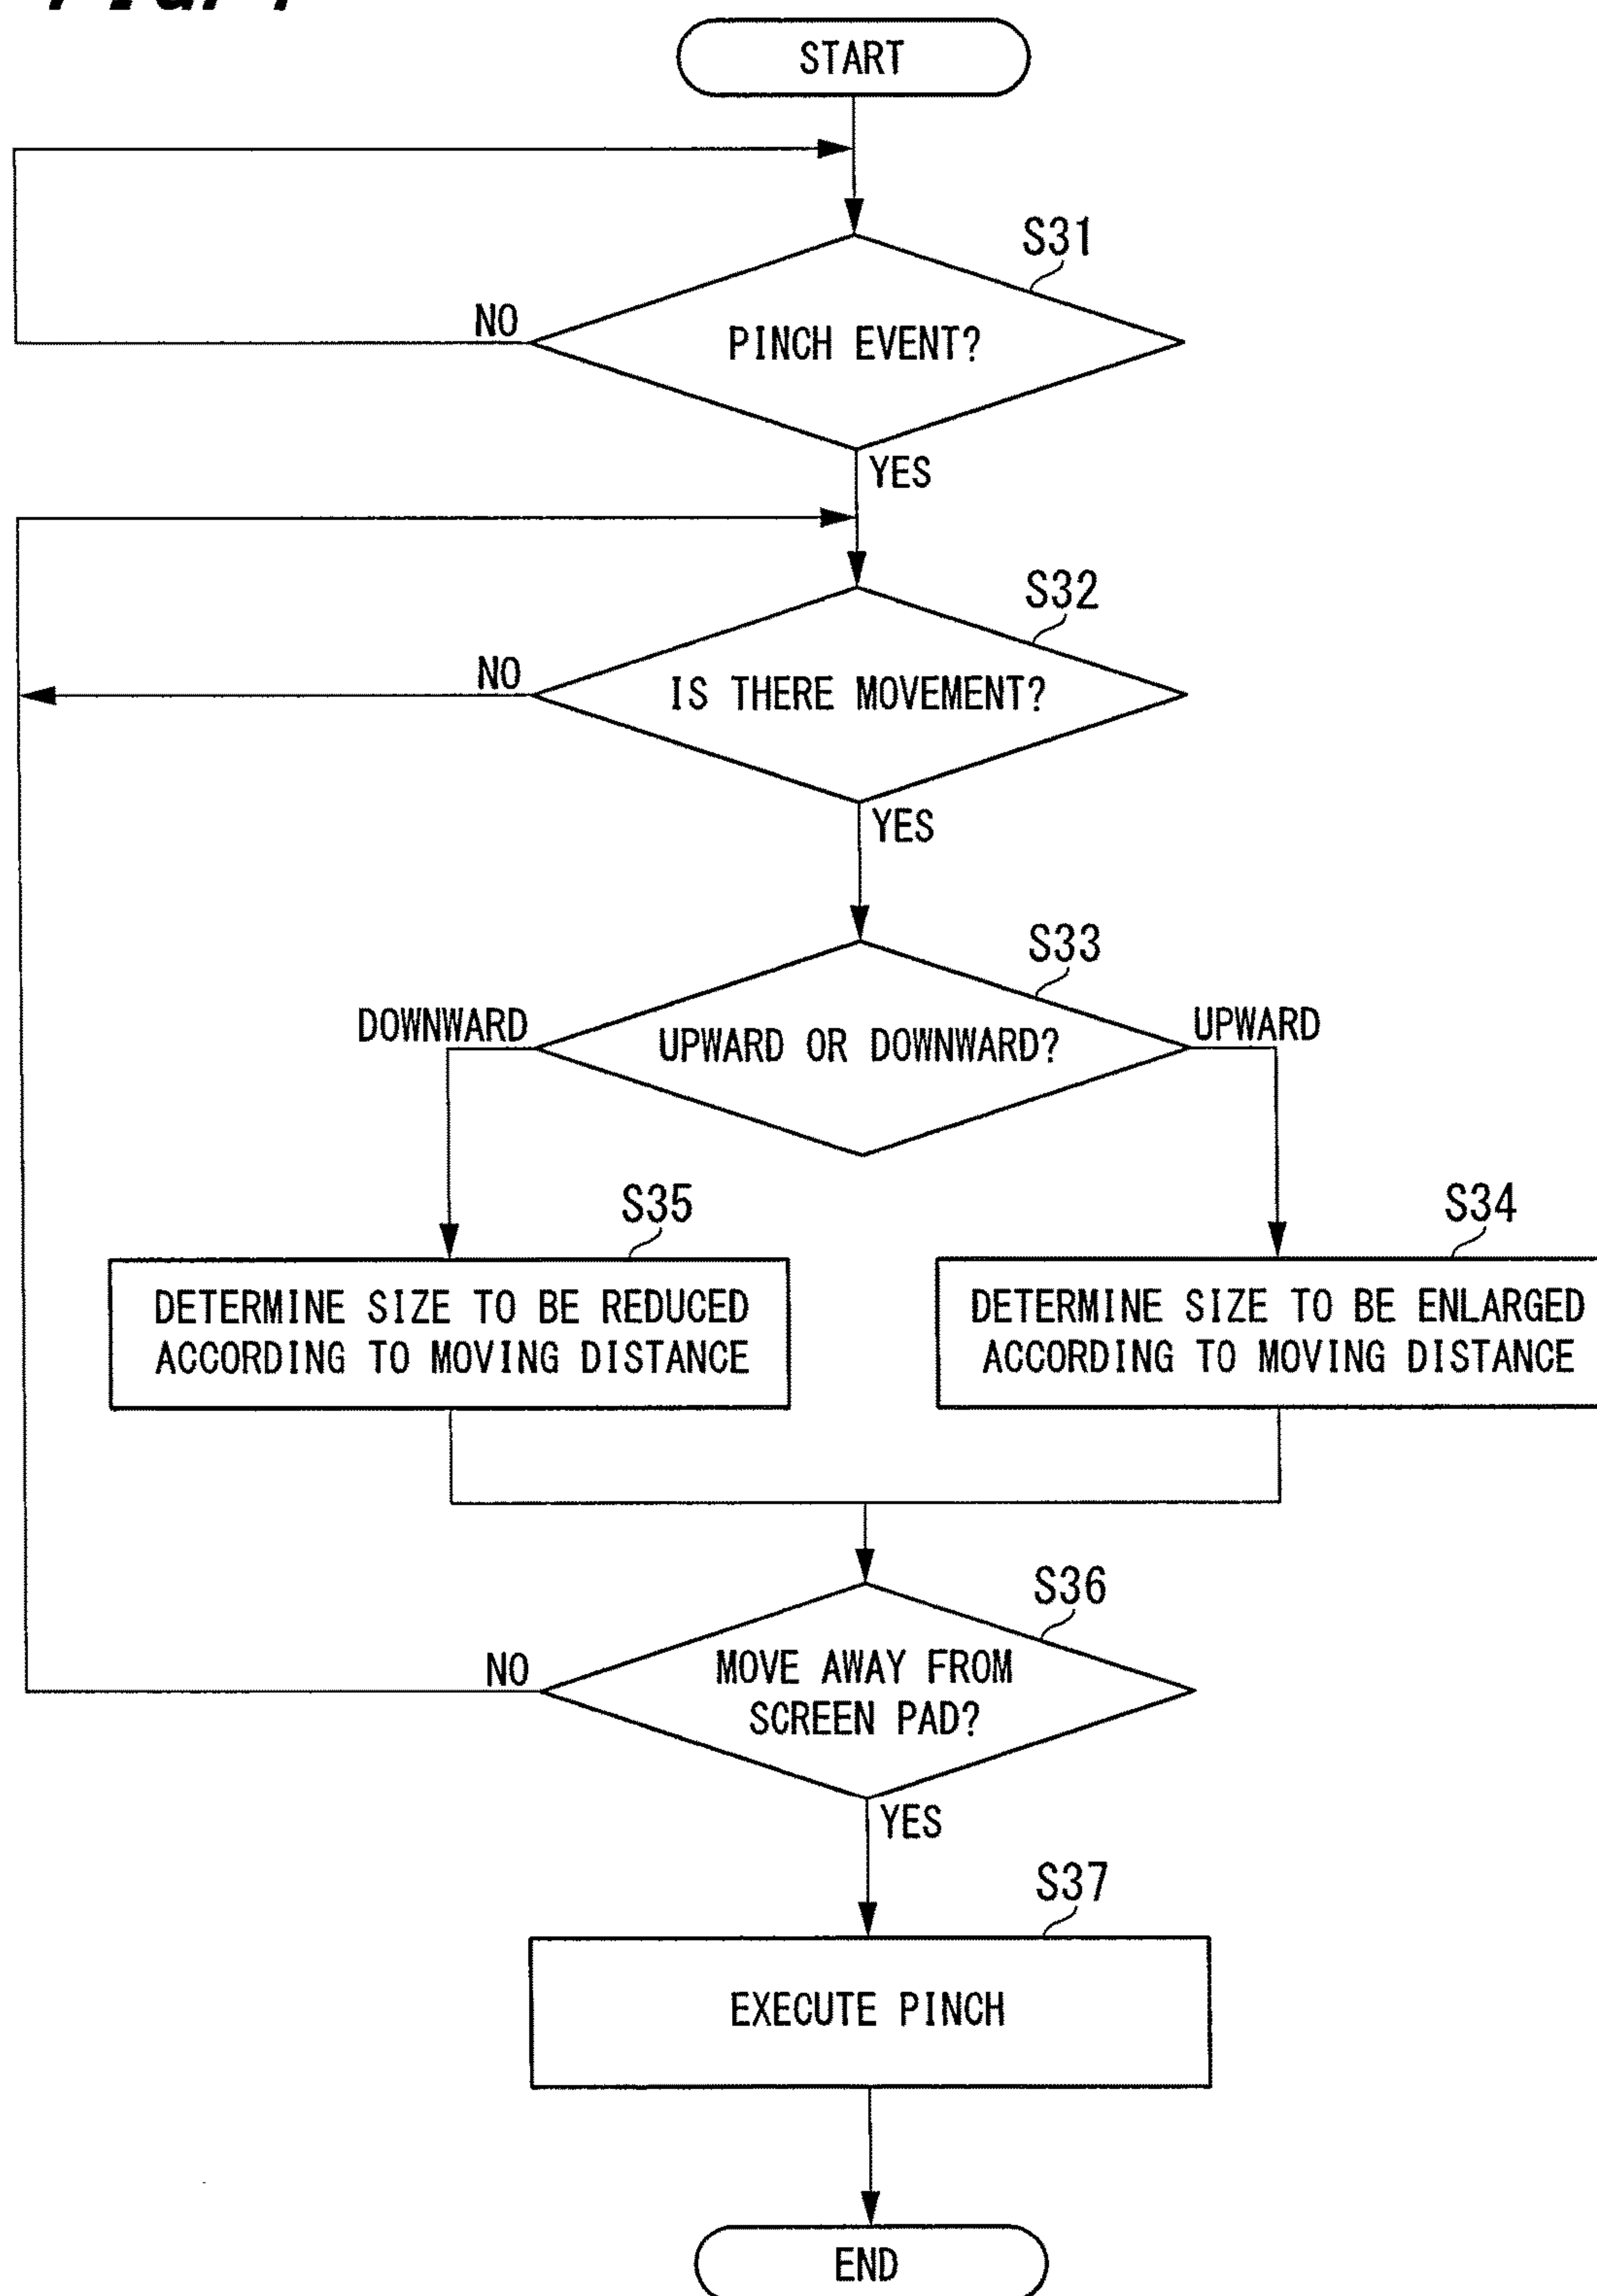 START
S31
NO
PINCH EVENT?
YES
S32
NO
IS THERE MOVEMENT?
YES
S33
DOWNWARD
UPWARD OR DOWNWARD?
UPWARD
S35
S34
DETERMINE SIZE TO BE REDUCED
ACCORDING TO MOVING DISTANCE
DETERMINE SIZE TO BE ENLARGED
ACCORDING TO MOVING DISTANCE
S36
NO
MOVE AWAY FROM
SCREEN PAD?
YES
S37
EXECUTE PINCH
END